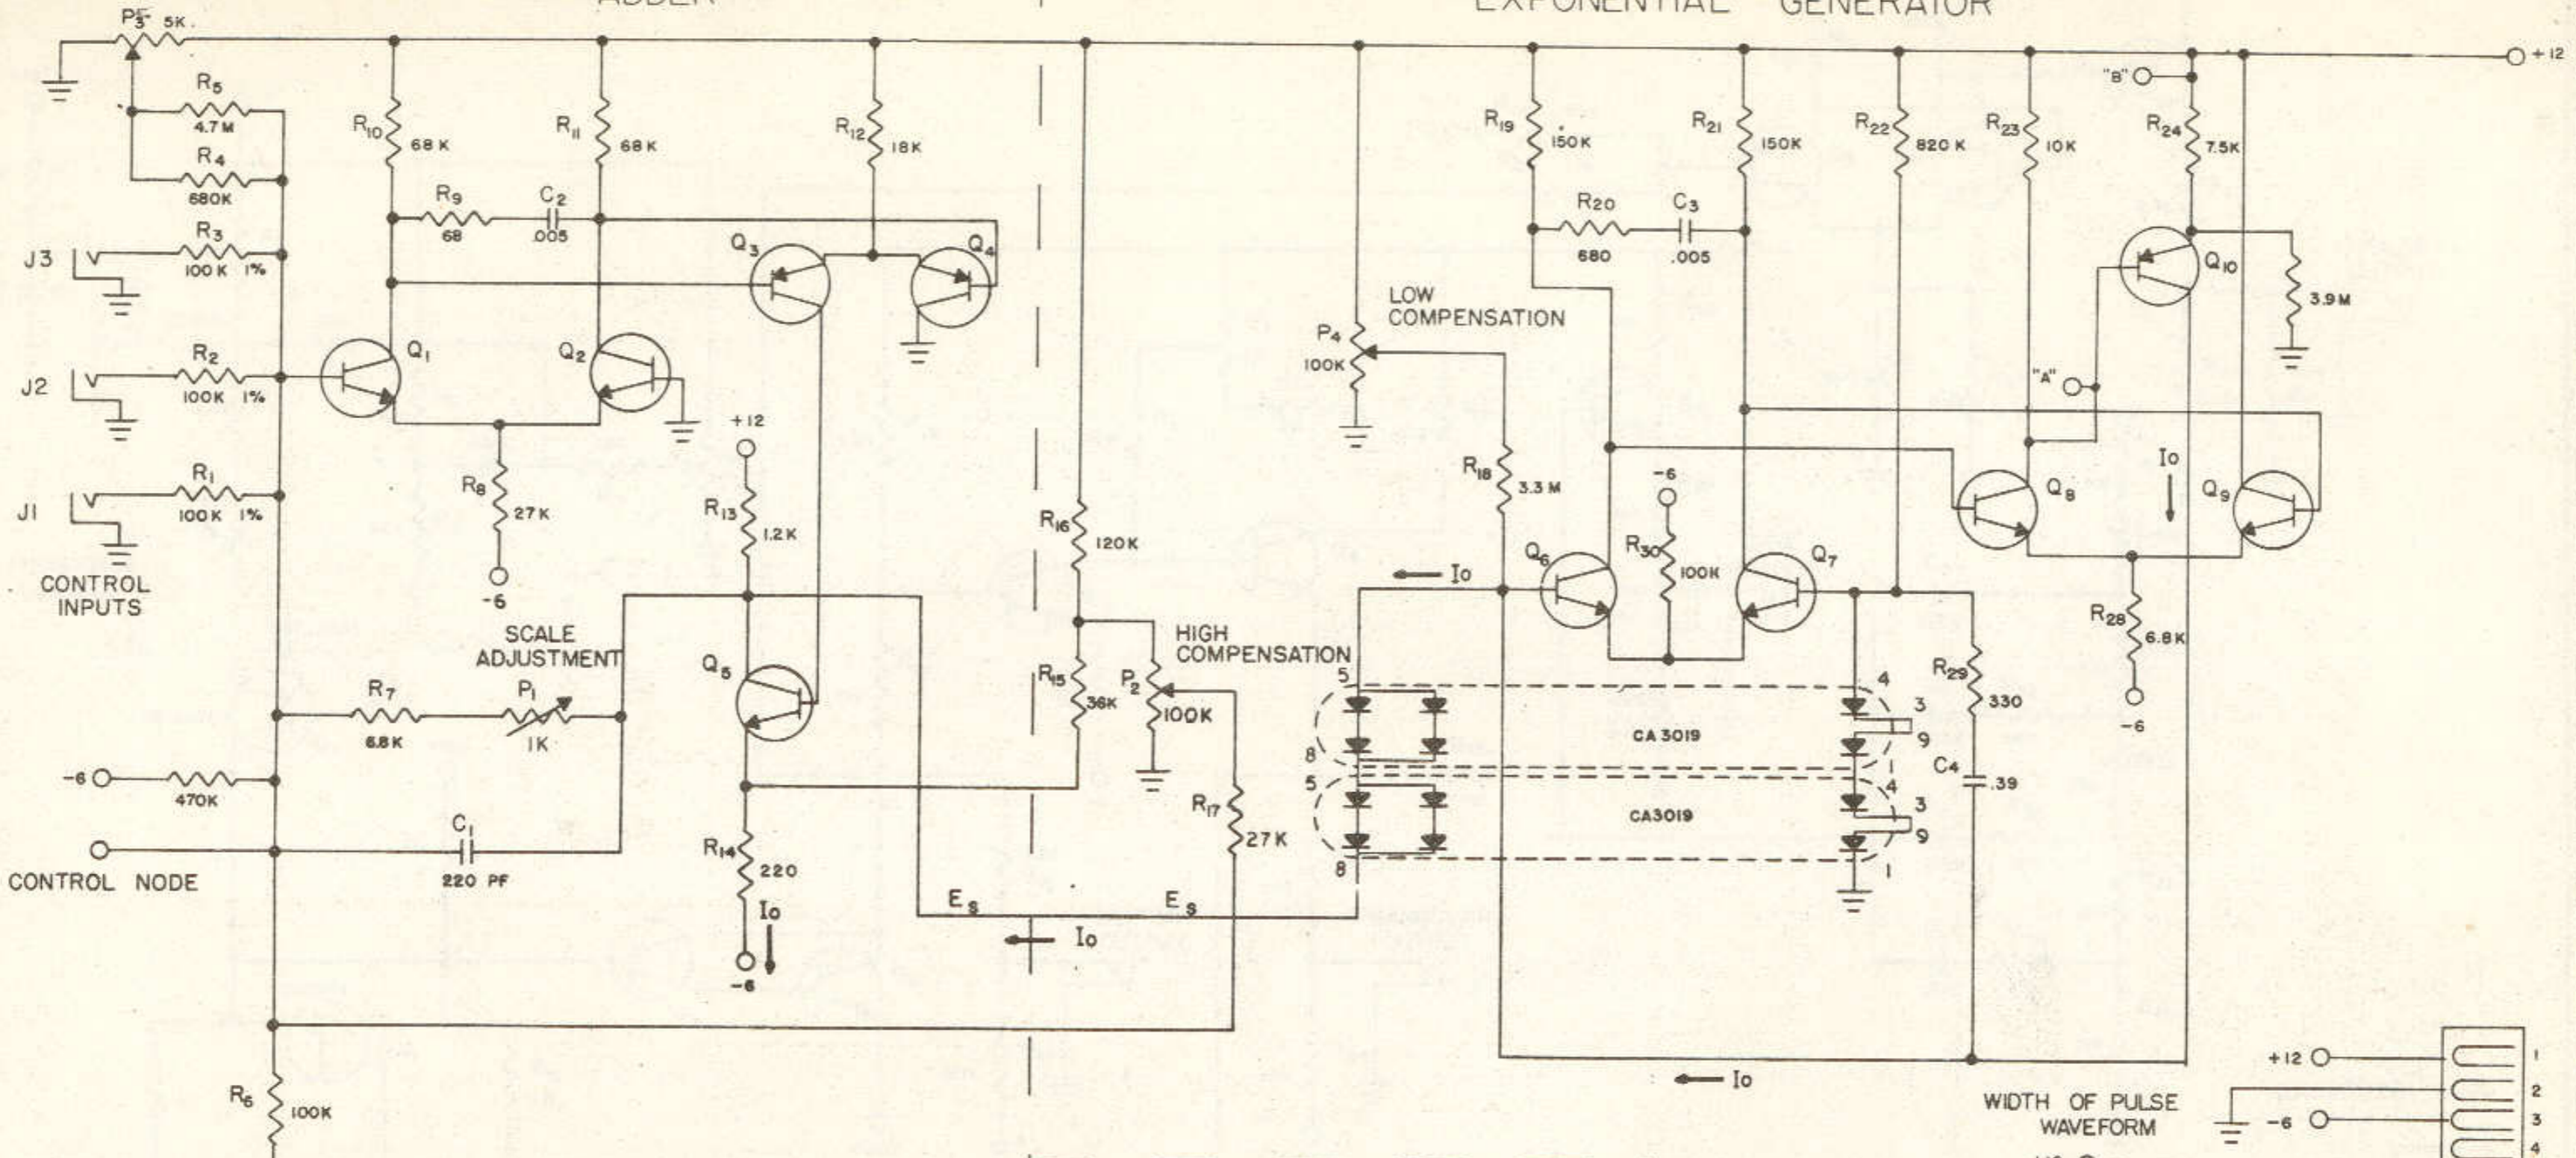 ADDER
EXPONENTIAL GENERATOR
5K.
+12
"B"
R5
4.7M
R4
680K
R3
100K 1%
J3
R2
100K 1%
J2
R1
100K 1%
J1
CONTROL
INPUTS
R10
68K
R11
68K
R12
18K
R9
68
C2
.005
Q3
Q4
Q1
Q2
R8
27K
-6
+12
R13
1.2K
SCALE
ADJUSTMENT
Q5
R7
6.8K
P1
1K
-6
470K
C1
220 PF
CONTROL NODE
R14
220
Io
-6
Es
Es
Io
R6
100K
R16
120K
R15
36K
HIGH
COMPENSATION
P2
100K
R17
27K
LOW
COMPENSATION
P4
100K
R18
3.3M
R19
150K
R20
680
C3
.005
R21
150K
R22
820K
R23
10K
R24
7.5K
Q10
3.9M
"A"
Io
Q6
R30
100K
-6
Q7
Q8
Io
Q9
R28
6.8K
-6
R29
330
C4
.39
5
4
3
CA3019
9
8
1
5
4
3
CA3019
9
8
1
Io
WIDTH OF PULSE
WAVEFORM
+12
1
2
-6
3
4